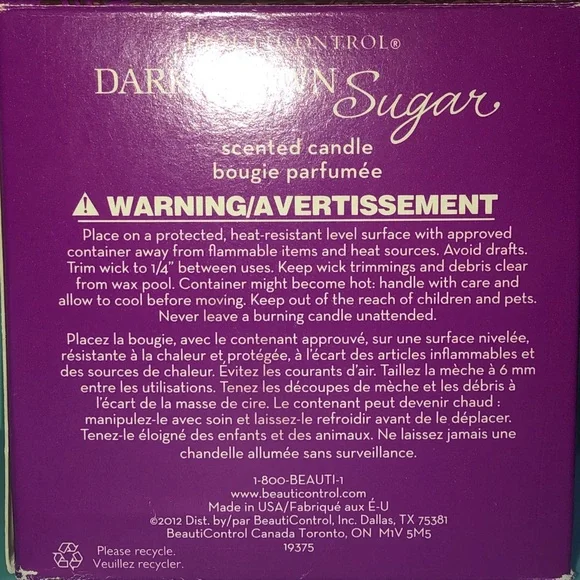 BEAUTICONTROL®
DARK BROWN Sugar
scented candle
bougie parfumée
⚠ WARNING/AVERTISSEMENT
Place on a protected, heat-resistant level surface with approved
container away from flammable items and heat sources. Avoid drafts.
Trim wick to 1/4” between uses. Keep wick trimmings and debris clear
from wax pool. Container might become hot: handle with care and
allow to cool before moving. Keep out of the reach of children and pets.
Never leave a burning candle unattended.
Placez la bougie, avec le contenant approuvé, sur une surface nivelée,
résistante à la chaleur et protégée, à l'écart des articles inflammables et
des sources de chaleur. Évitez les courants d'air. Taillez la mèche à 6 mm
entre les utilisations. Tenez les découpes de mèche et les débris à
l'écart de la masse de cire. Le contenant peut devenir chaud :
manipulez-le avec soin et laissez-le refroidir avant de le déplacer.
Tenez-le éloigné des enfants et des animaux. Ne laissez jamais une
chandelle allumée sans surveillance.
1-800-BEAUTI-1
www.beauticontrol.com
Made in USA/Fabriqué aux É-U
©2012 Dist. by/par BeautiControl, Inc. Dallas, TX 75381
BeautiControl Canada Toronto, ON M1V 5M5
19375
Please recycle.
Veuillez recycler.